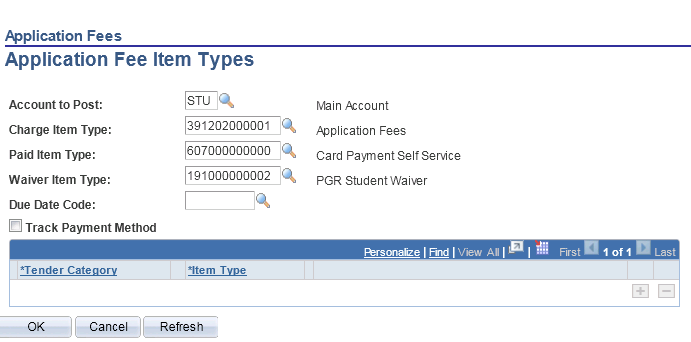 Application Fees
Application Fee Item Types
Account to Post: STU Main Account
Charge Item Type: 391202000001 Application Fees
Paid Item Type: 607000000000 Card Payment Self Service
Waiver Item Type: 191000000002 PGR Student Waiver
Due Date Code:
Track Payment Method
Personalize | Find | View All | | First 1 of 1 Last
*Tender Category *Item Type
OK Cancel Refresh